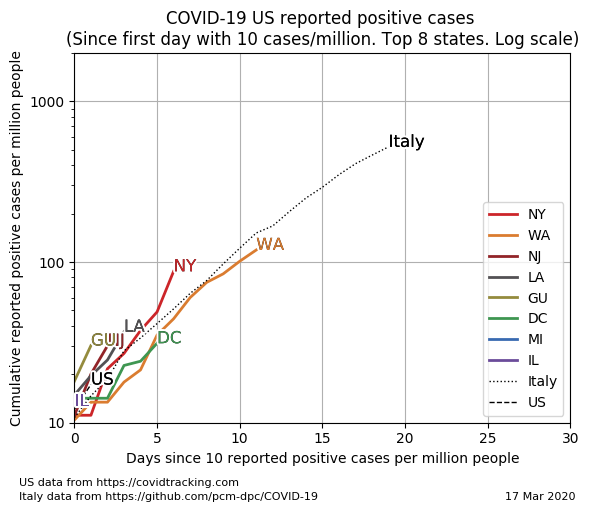 COVID-19 US reported positive cases
(Since first day with 10 cases/million. Top 8 states. Log scale)
Cumulative reported positive cases per million people
1000
100
10
Italy
WA
NY
LA
GU
NJ
DC
US
IL
NY
WA
NJ
LA
GU
DC
MI
IL
Italy
US
0
5
10
15
20
25
30
Days since 10 reported positive cases per million people
US data from https://covidtracking.com
Italy data from https://github.com/pcm-dpc/COVID-19
17 Mar 2020